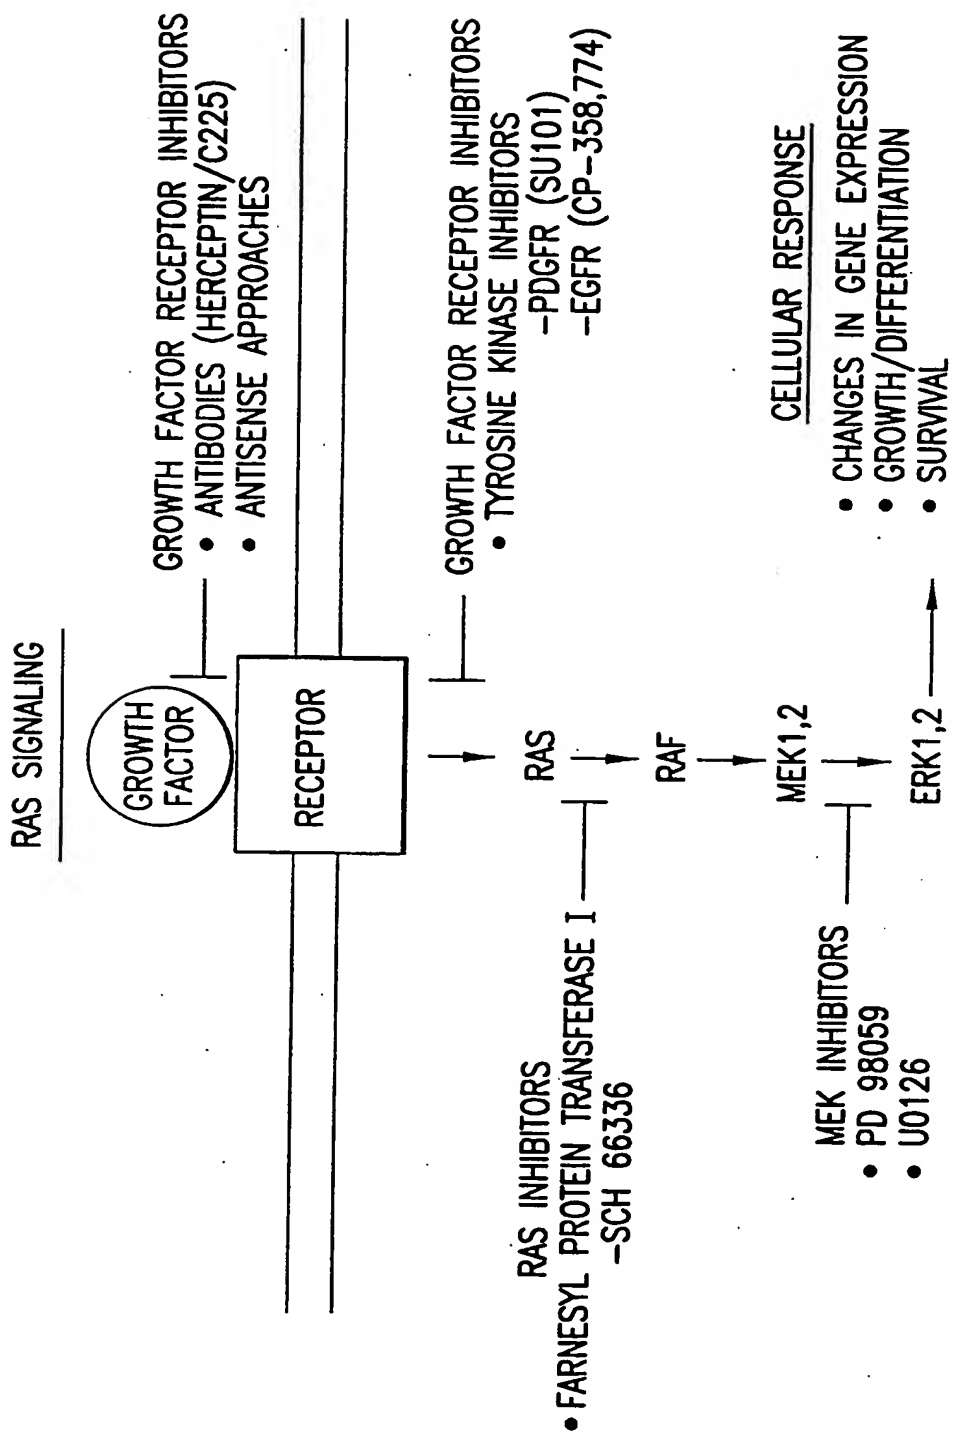 RAS SIGNALING
GROWTH
FACTOR
GROWTH FACTOR RECEPTOR INHIBITORS
• ANTIBODIES (HERCEPTIN/C225)
• ANTISENSE APPROACHES
RECEPTOR
GROWTH FACTOR RECEPTOR INHIBITORS
• TYROSINE KINASE INHIBITORS
-PDGFR (SU101)
-EGFR (CP-358,774)
RAS
RAS INHIBITORS
• FARNESYL PROTEIN TRANSFERASE I
-SCH 66336
RAF
MEK1,2
MEK INHIBITORS
• PD 98059
• U0126
ERK1,2
CELLULAR RESPONSE
• CHANGES IN GENE EXPRESSION
• GROWTH/DIFFERENTIATION
• SURVIVAL